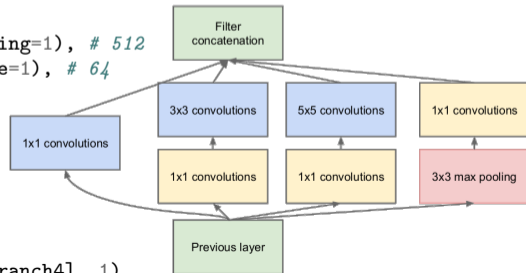 ing=1), # 512
e=1), # 64
Filter
concatenation
3x3 convolutions
5x5 convolutions
1x1 convolutions
1x1 convolutions
1x1 convolutions
1x1 convolutions
3x3 max pooling
Previous layer
ranch4], 1)